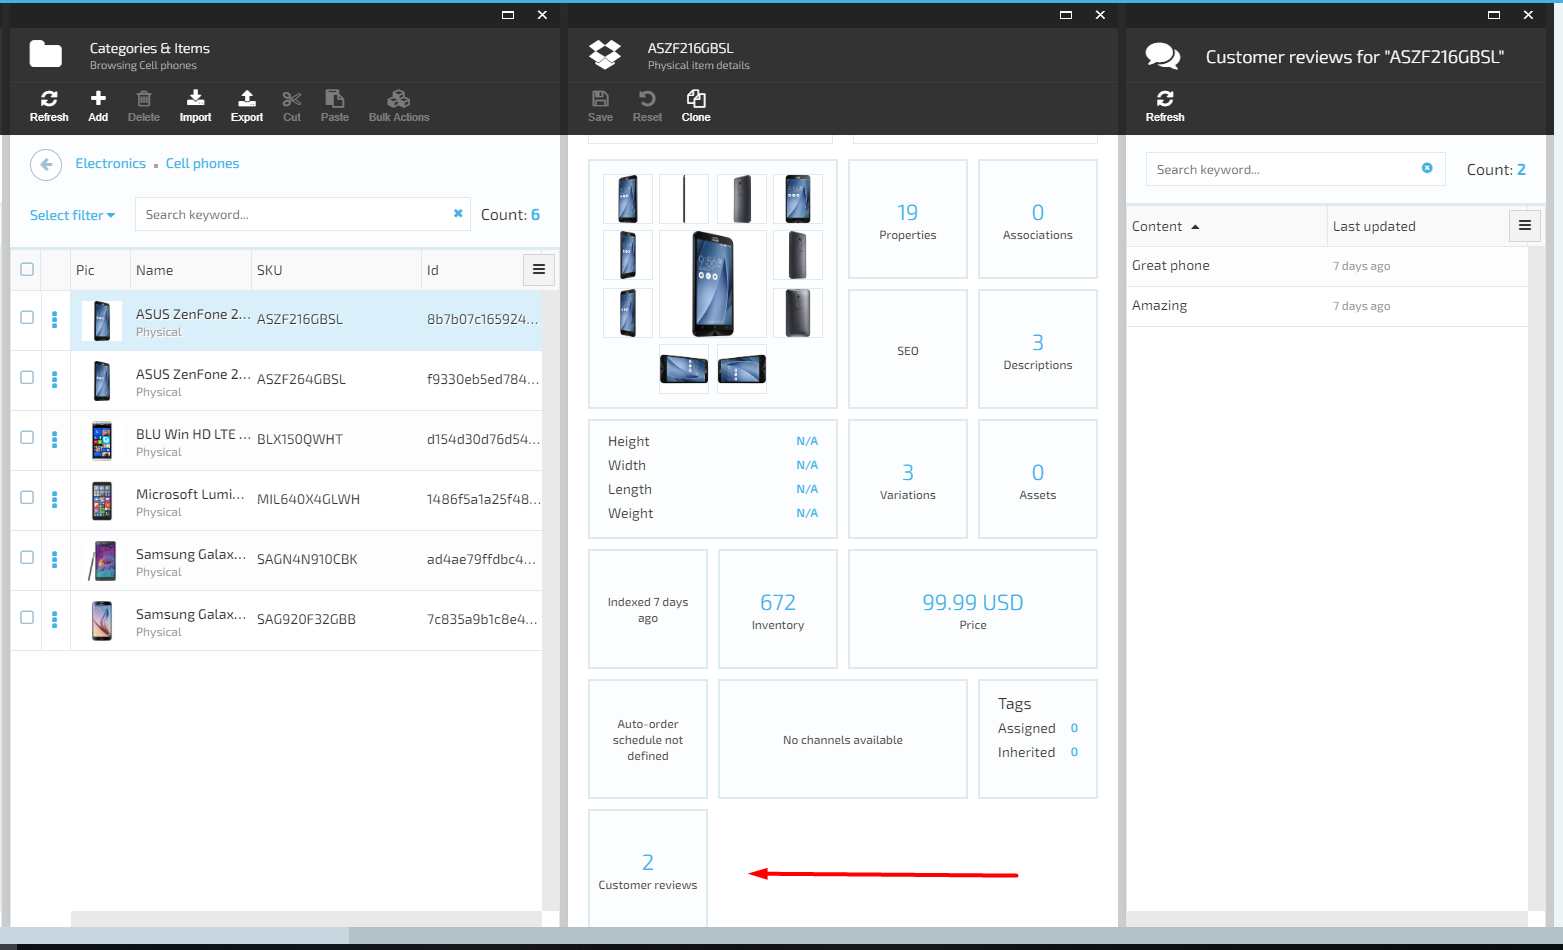 Categories & Items
Browsing Cell phones
Refresh Add Delete Import Export Cut Paste Bulk Actions
Electronics Cell phones
Select filter Search keyword... Count: 6
Pic Name SKU Id
ASUS ZenFone 2... ASZF216GBSL 8b7b07c165924...
Physical
ASUS ZenFone 2... ASZF264GBSL f9330eb5ed784...
Physical
BLU Win HD LTE ... BLX150QWHT d154d30d76d54...
Physical
Microsoft Lumi... MIL640X4GLWH 1486f5a1a25f48...
Physical
Samsung Galax... SAGN4N910CBK ad4ae79ffdbc4...
Physical
Samsung Galax... SAG920F32GBB 7c835a9b1c8e4...
Physical
ASZF216GBSL
Physical item details
Save Reset Clone
19
Properties
0
Associations
SEO
3
Descriptions
Height N/A
Width N/A
Length N/A
Weight N/A
3
Variations
0
Assets
Indexed 7 days
ago
672
Inventory
99.99 USD
Price
Auto-order
schedule not
defined
No channels available
Tags
Assigned 0
Inherited 0
2
Customer reviews
Customer reviews for "ASZF216GBSL"
Refresh
Search keyword... Count: 2
Content Last updated
Great phone 7 days ago
Amazing 7 days ago